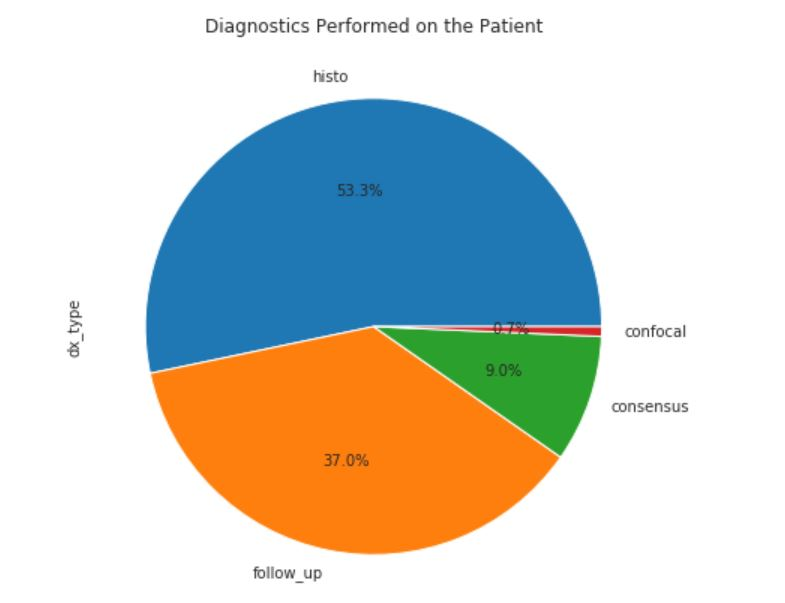 Diagnostics Performed on the Patient
histo
53.3%
dx_type
0.7%
confocal
9.0%
consensus
37.0%
follow_up